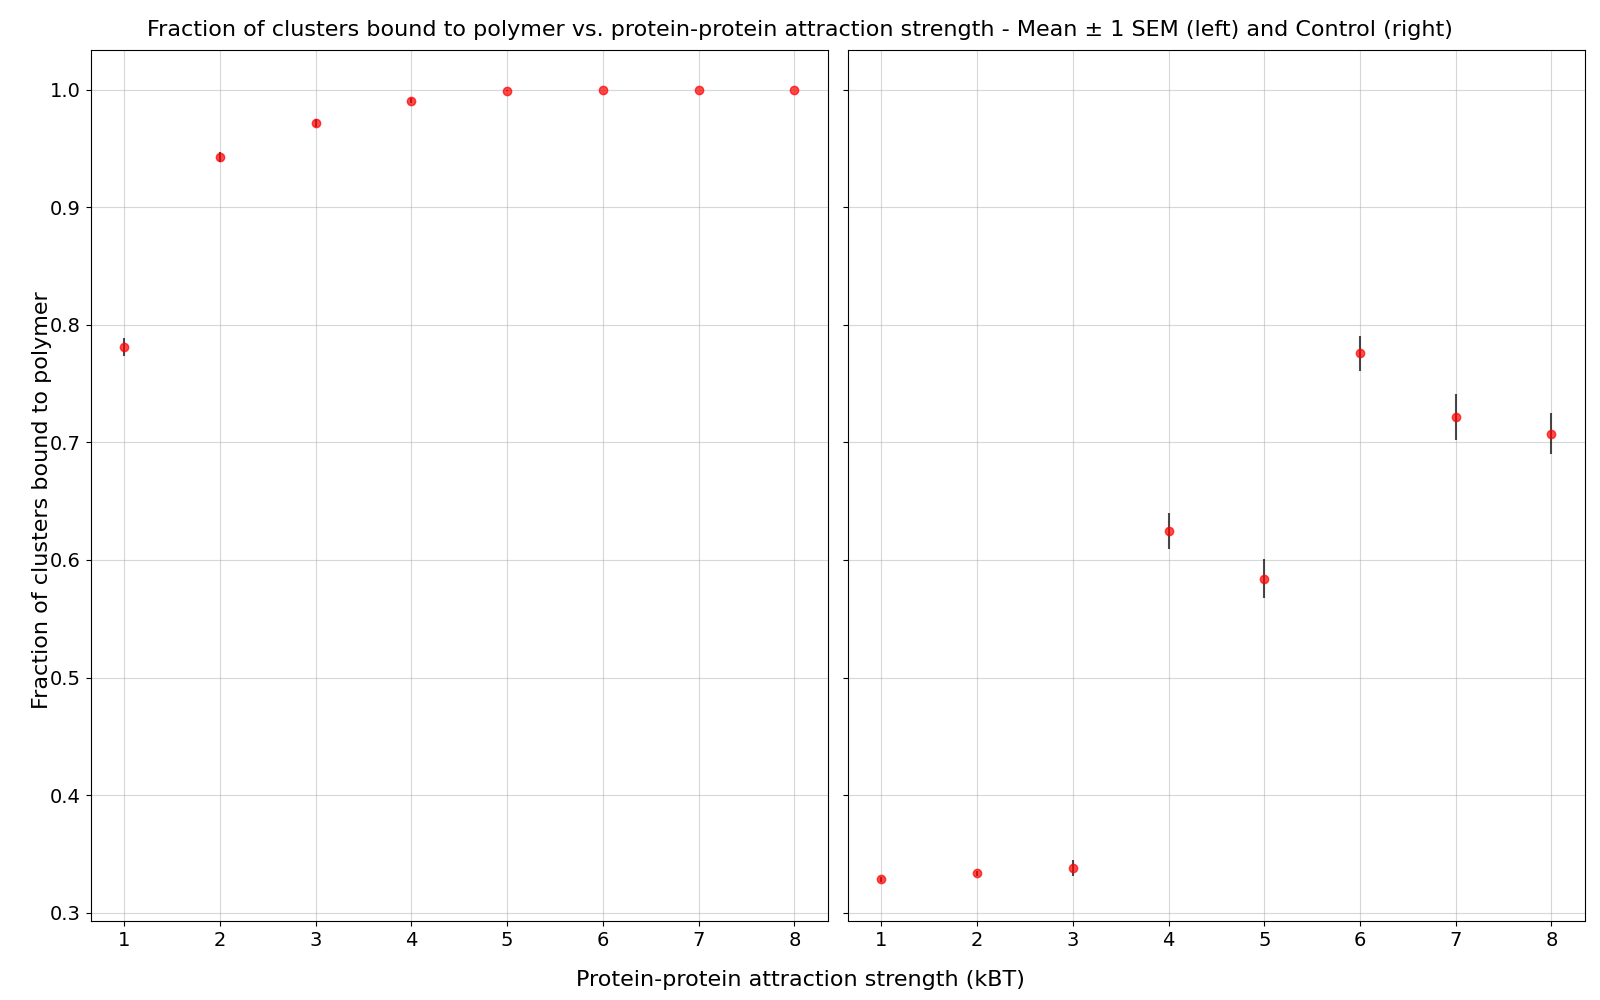 Fraction of clusters bound to polymer vs. protein-protein attraction strength - Mean ± 1 SEM (left) and Control (right)
Fraction of clusters bound to polymer
1.0
0.9
0.8
0.7
0.6
0.5
0.4
0.3
1 2 3 4 5 6 7 8
1 2 3 4 5 6 7 8
Protein-protein attraction strength (kBT)